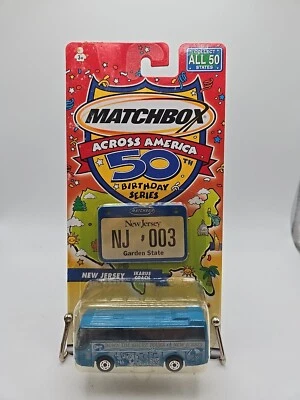 COLLECT
ALL 50
STATES
3+
MATCHBOX
ACROSS AMERICA
50TH
BIRTHDAY
SERIES
New Jersey
NJ 003
Garden State
NEW JERSEY
IKARUS
COACH